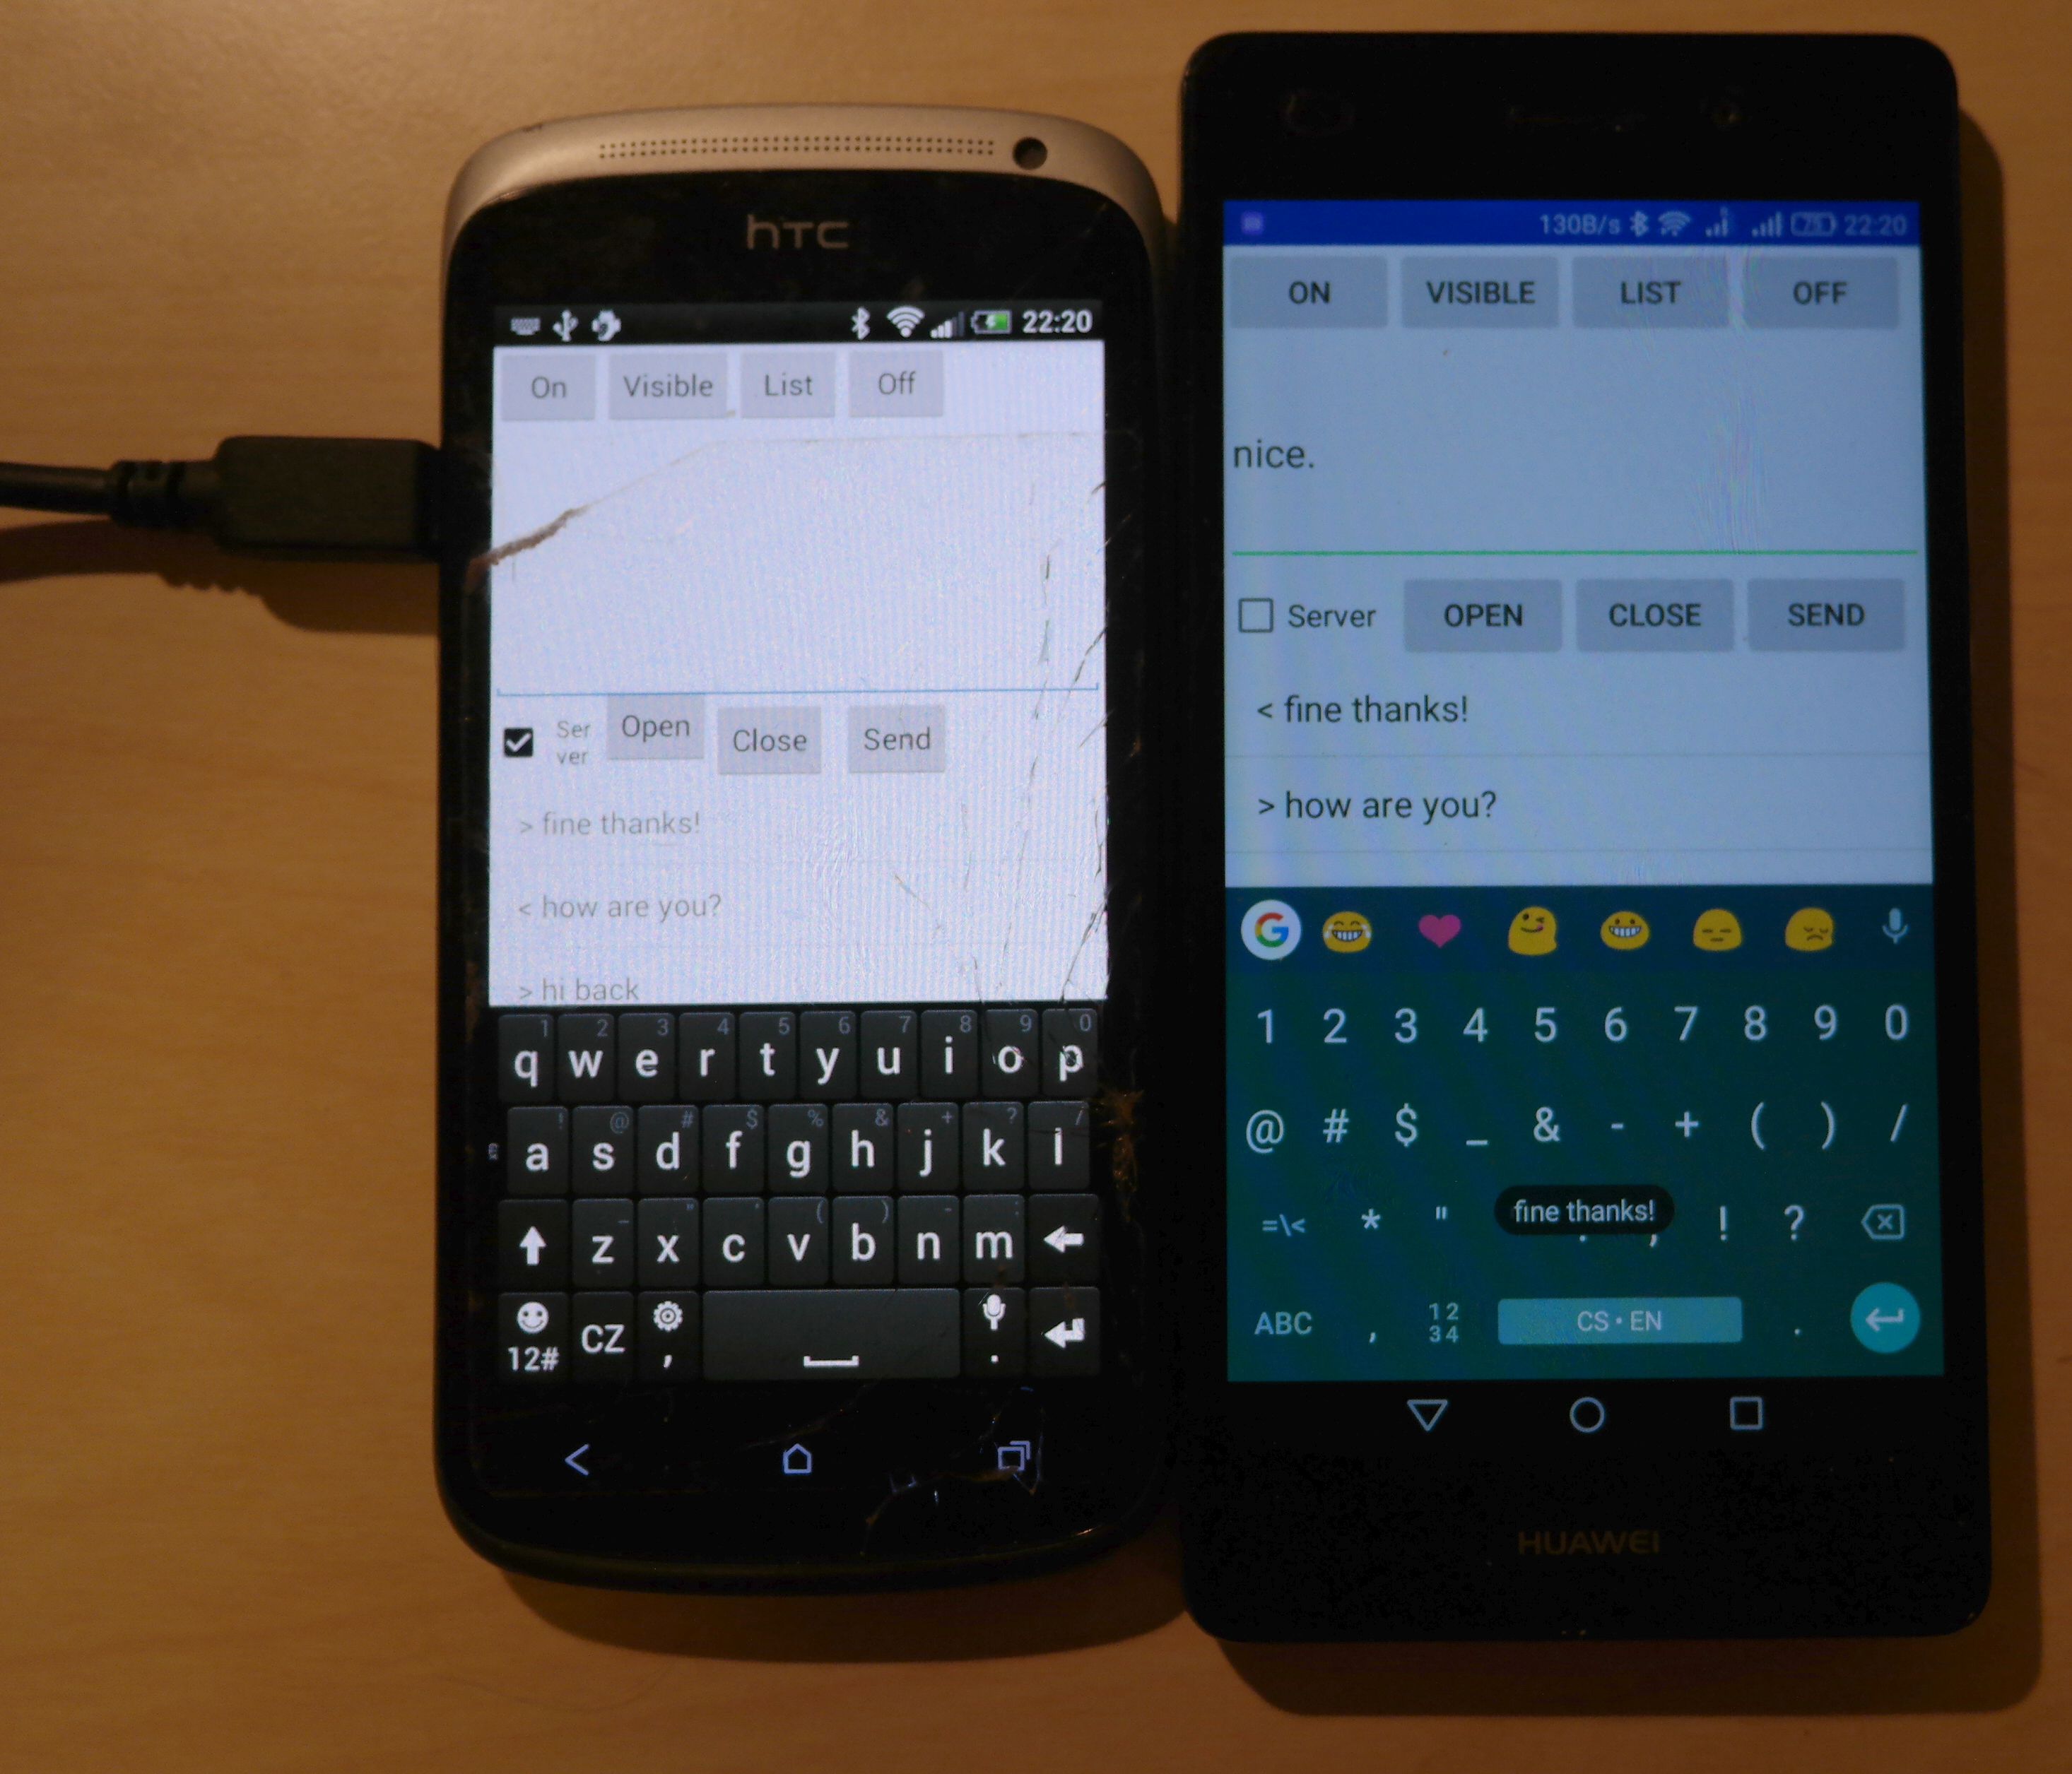 hTC
22:20
On Visible List Off
Ser
ver
Open Close Send
> fine thanks!
< how are you?
> hi back
1 2 3 4 5 6 7 8 9 0
q w e r t y u i o p
! @ # $ % & + ? /
a s d f g h j k l
_ " ' ( ) - :
z x c v b n m
12# CZ , .
130B/s 75 22:20
ON VISIBLE LIST OFF
nice.
Server OPEN CLOSE SEND
< fine thanks!
> how are you?
G
1 2 3 4 5 6 7 8 9 0
@ # $ _ & - + ( ) /
=\< * " fine thanks! ! ?
ABC , 12 34 CS • EN .
HUAWEI